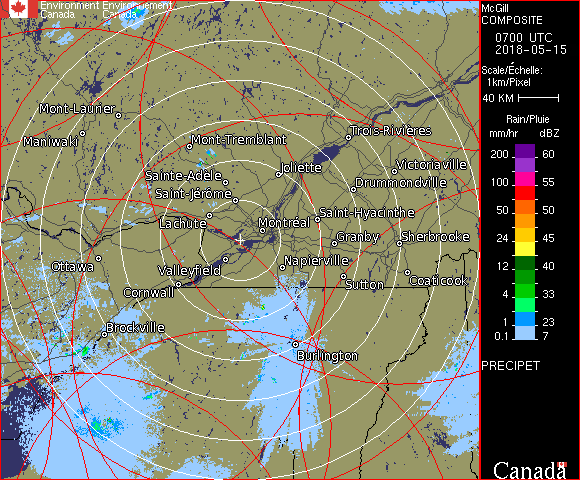 Environment Environnement
Canada Canada
Mont-Laurier
Maniwaki
Mont-Tremblant
Trois-Rivières
Joliette
Victoriaville
Sainte-Adèle
Drummondville
Saint-Jérôme
Lachute
Montréal
Saint-Hyacinthe
Granby
Sherbrooke
Ottawa
Valleyfield
Napierville
Cornwall
Sutton
Coaticook
Brockville
Burlington
McGill
COMPOSITE
0700 UTC
2018-05-15
Scale/Échelle:
1km/Pixel
40 KM
Rain/Pluie
mm/hr dBZ
200 60
100 55
50 50
24 45
12 40
4 33
1 23
0.1 7
PRECIPET
Canada